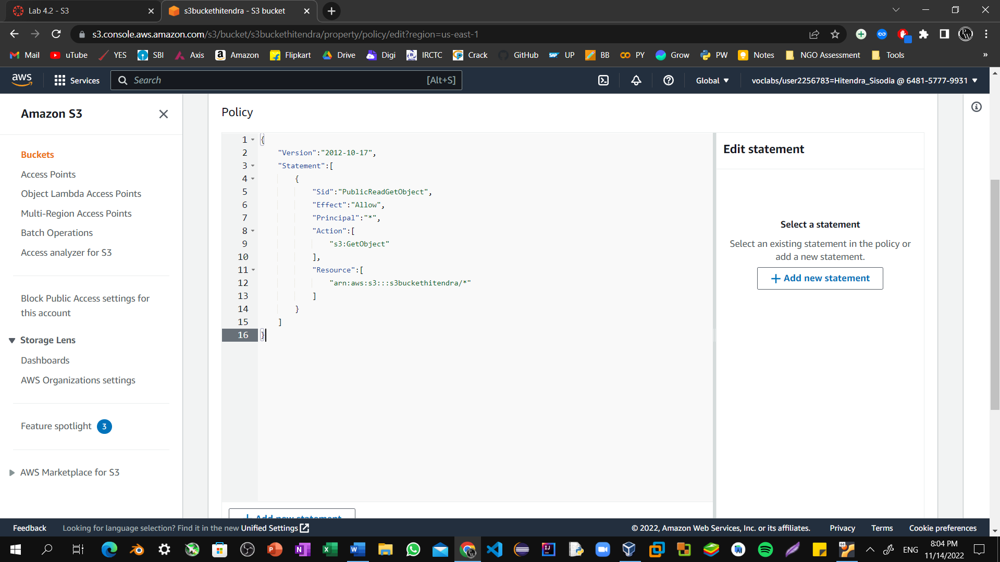 Lab 4.2 - S3
s3buckethitendra - S3 bucket
s3.console.aws.amazon.com/s3/bucket/s3buckethitendra/property/policy/edit?region=us-east-1
Mail uTube YES SBI Axis Amazon Flipkart Drive Digi IRCTC Crack GitHub UP BB PY Grow PW Notes NGO Assessment Tools »
aws Services Search [Alt+S] Global voclabs/user2256783=Hitendra_Sisodia @ 6481-5777-9931
Amazon S3
Buckets
Access Points
Object Lambda Access Points
Multi-Region Access Points
Batch Operations
Access analyzer for S3
Block Public Access settings for
this account
Storage Lens
Dashboards
AWS Organizations settings
Feature spotlight 3
AWS Marketplace for S3
Policy
1 {
2 "Version":"2012-10-17",
3 "Statement":[
4 {
5 "Sid":"PublicReadGetObject",
6 "Effect":"Allow",
7 "Principal":"*",
8 "Action":[
9 "s3:GetObject"
10 ],
11 "Resource":[
12 "arn:aws:s3:::s3buckethitendra/*"
13 ]
14 }
15 ]
16 }
+ Add new statement
Edit statement
Select a statement
Select an existing statement in the policy or
add a new statement.
+ Add new statement
Feedback Looking for language selection? Find it in the new Unified Settings © 2022, Amazon Web Services, Inc. or its affiliates. Privacy Terms Cookie preferences
ENG 8:04 PM
11/14/2022